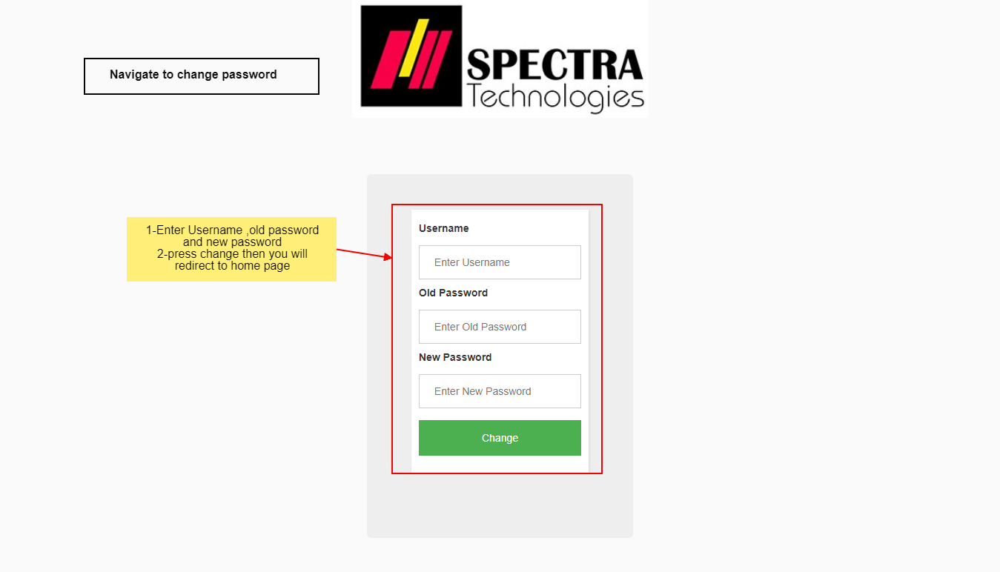 SPECTRA
Technologies
Navigate to change password
1-Enter Username ,old password
and new password
2-press change then you will
redirect to home page
Username
Enter Username
Old Password
Enter Old Password
New Password
Enter New Password
Change